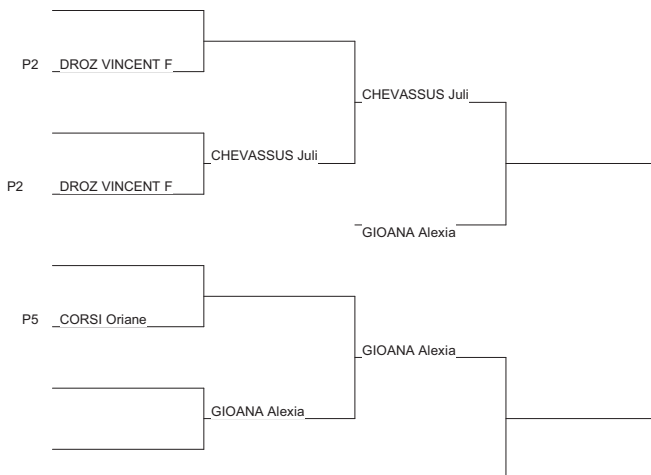 P2 DROZ VINCENT F
CHEVASSUS Juli
CHEVASSUS Juli
P2 DROZ VINCENT F
GIOANA Alexia
P5 CORSI Oriane
GIOANA Alexia
GIOANA Alexia